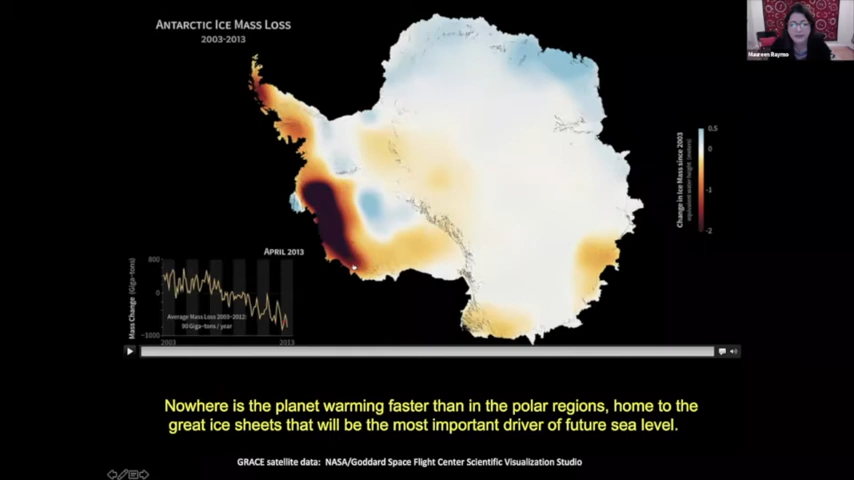 ANTARCTIC ICE MASS LOSS
2003-2013
Maureen Raymo
Change in Ice Mass since 2003
equivalent water height (meters)
0.5
0
-1
-2
APRIL 2013
Mass Change (Giga-tons)
800
0
-1000
Average Mass Loss 2003-2012:
90 Giga-tons / year
2003
2013
Nowhere is the planet warming faster than in the polar regions, home to the
great ice sheets that will be the most important driver of future sea level.
GRACE satellite data: NASA/Goddard Space Flight Center Scientific Visualization Studio